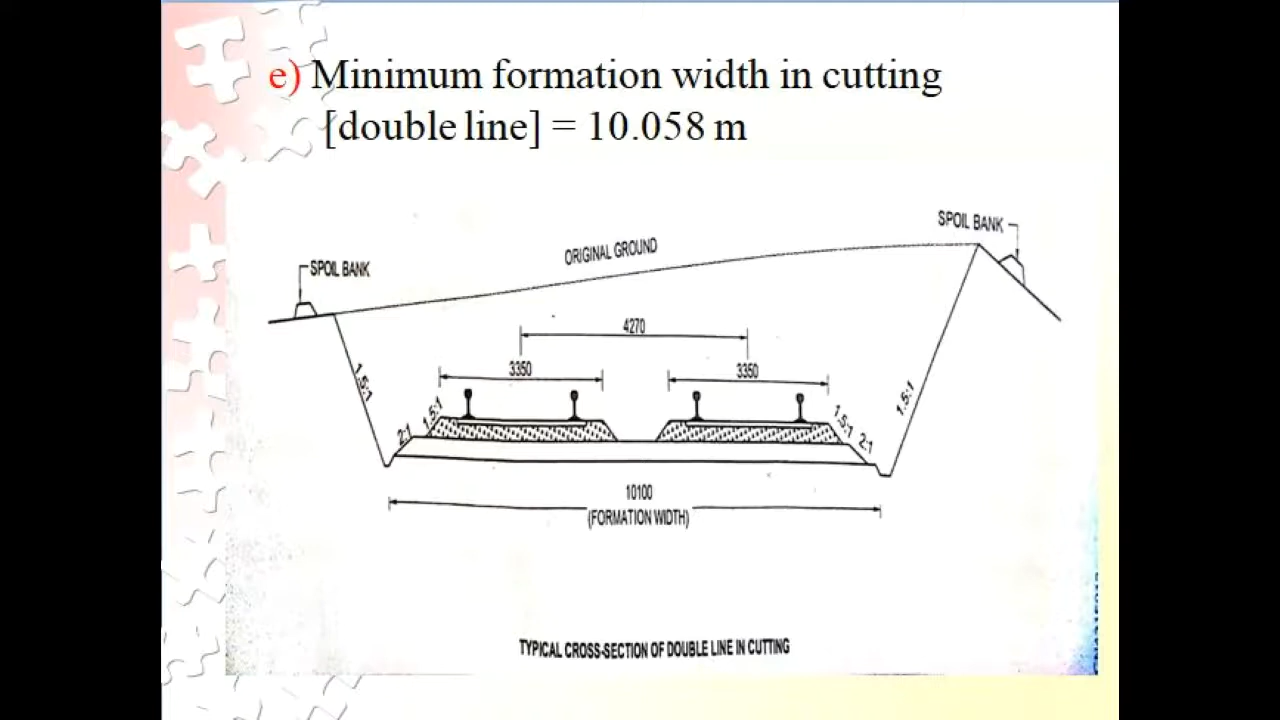 e) Minimum formation width in cutting
[double line] = 10.058 m
SPOIL BANK
ORIGINAL GROUND
SPOIL BANK
4270
3350
3350
1.5:1
2:1
1.5:1
1.5:1
2:1
1.5:1
10100
(FORMATION WIDTH)
TYPICAL CROSS-SECTION OF DOUBLE LINE IN CUTTING